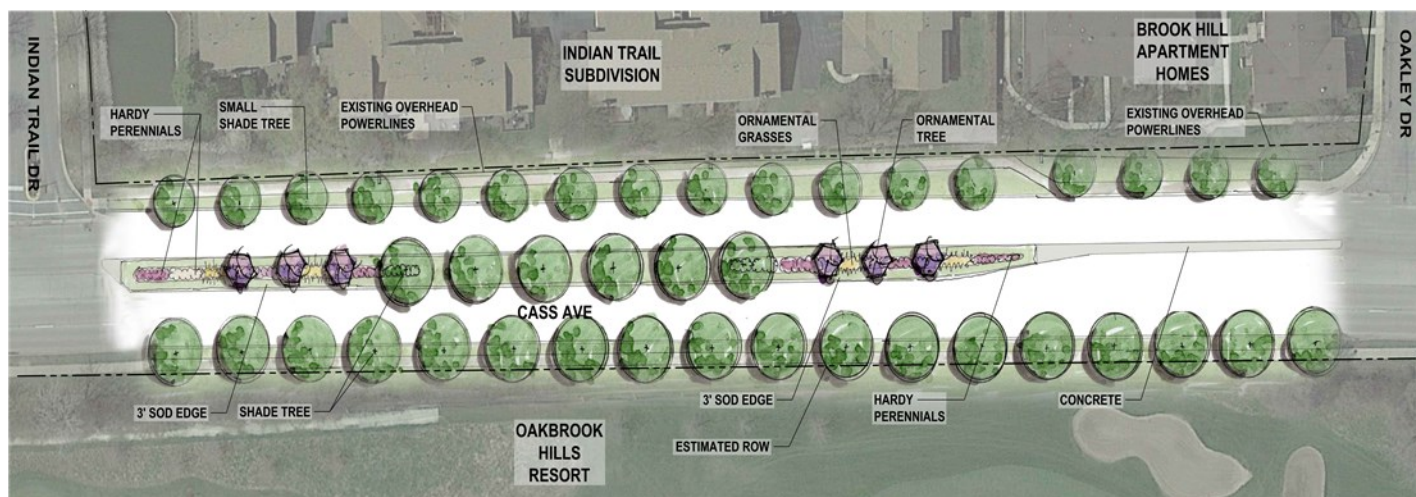 INDIAN TRAIL DR
HARDY
PERENNIALS
SMALL
SHADE TREE
EXISTING OVERHEAD
POWERLINES
INDIAN TRAIL
SUBDIVISION
ORNAMENTAL
GRASSES
ORNAMENTAL
TREE
BROOK HILL
APARTMENT
HOMES
EXISTING OVERHEAD
POWERLINES
OAKLEY DR
CASS AVE
3' SOD EDGE
SHADE TREE
OAKBROOK
HILLS
RESORT
3' SOD EDGE
ESTIMATED ROW
HARDY
PERENNIALS
CONCRETE